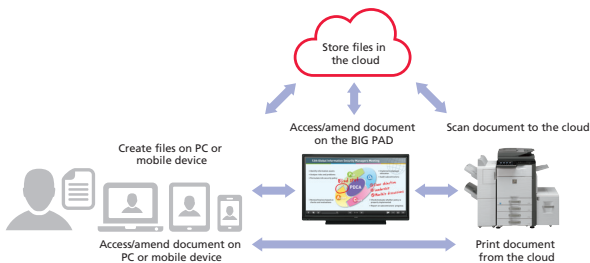 Store files in
the cloud
Access/amend document
on the BIG PAD
Scan document to the cloud
Create files on PC or
mobile device
PDCA
Access/amend document on
PC or mobile device
Print document
from the cloud